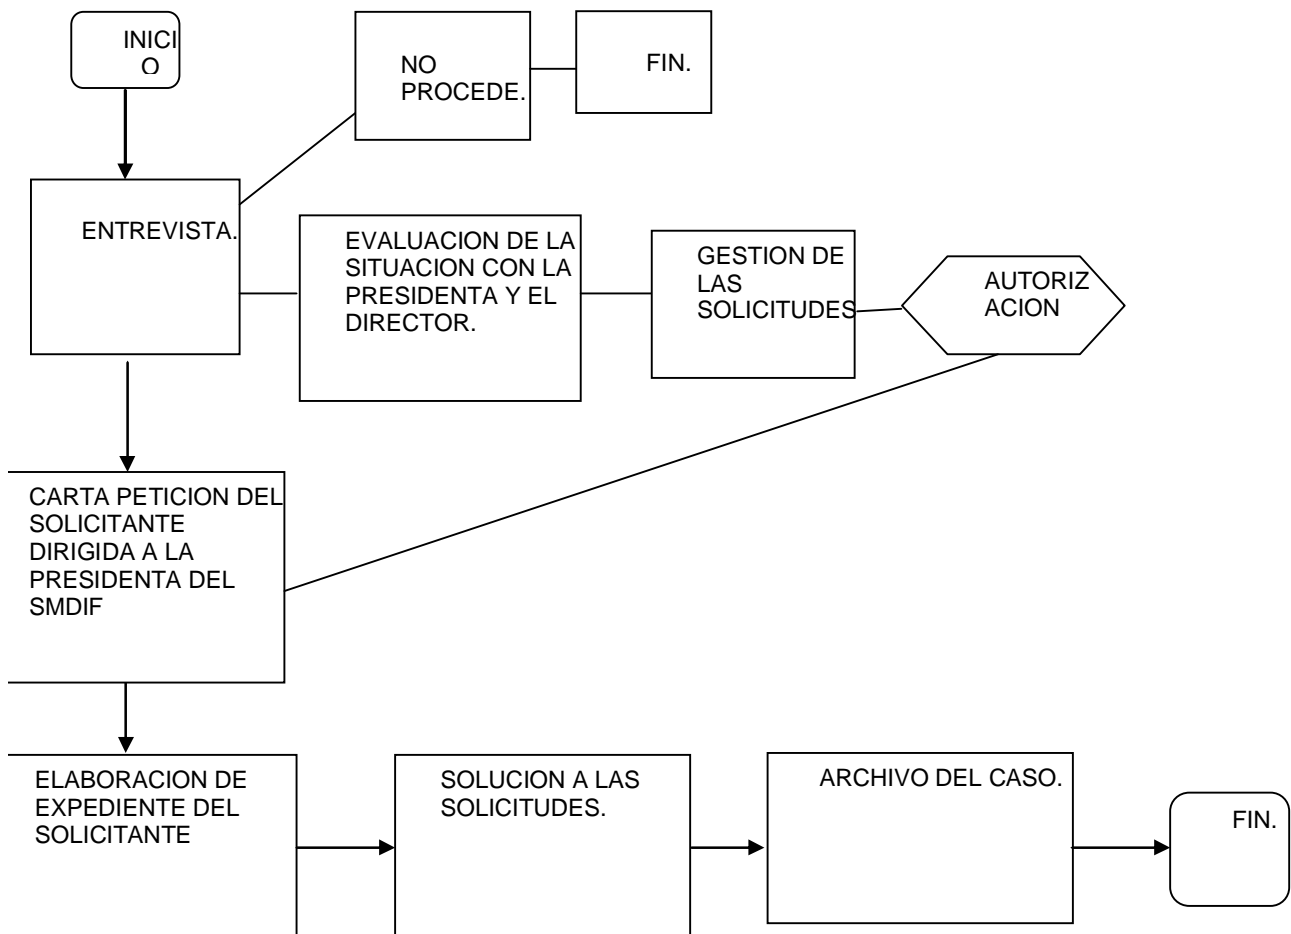 INICI
O
NO
PROCEDE.
FIN.
ENTREVISTA.
EVALUACION DE LA
SITUACION CON LA
PRESIDENTA Y EL
DIRECTOR.
GESTION DE
LAS
SOLICITUDES
AUTORIZ
ACION
CARTA PETICION DEL
SOLICITANTE
DIRIGIDA A LA
PRESIDENTA DEL
SMDIF
ELABORACION DE
EXPEDIENTE DEL
SOLICITANTE
SOLUCION A LAS
SOLICITUDES.
ARCHIVO DEL CASO.
FIN.